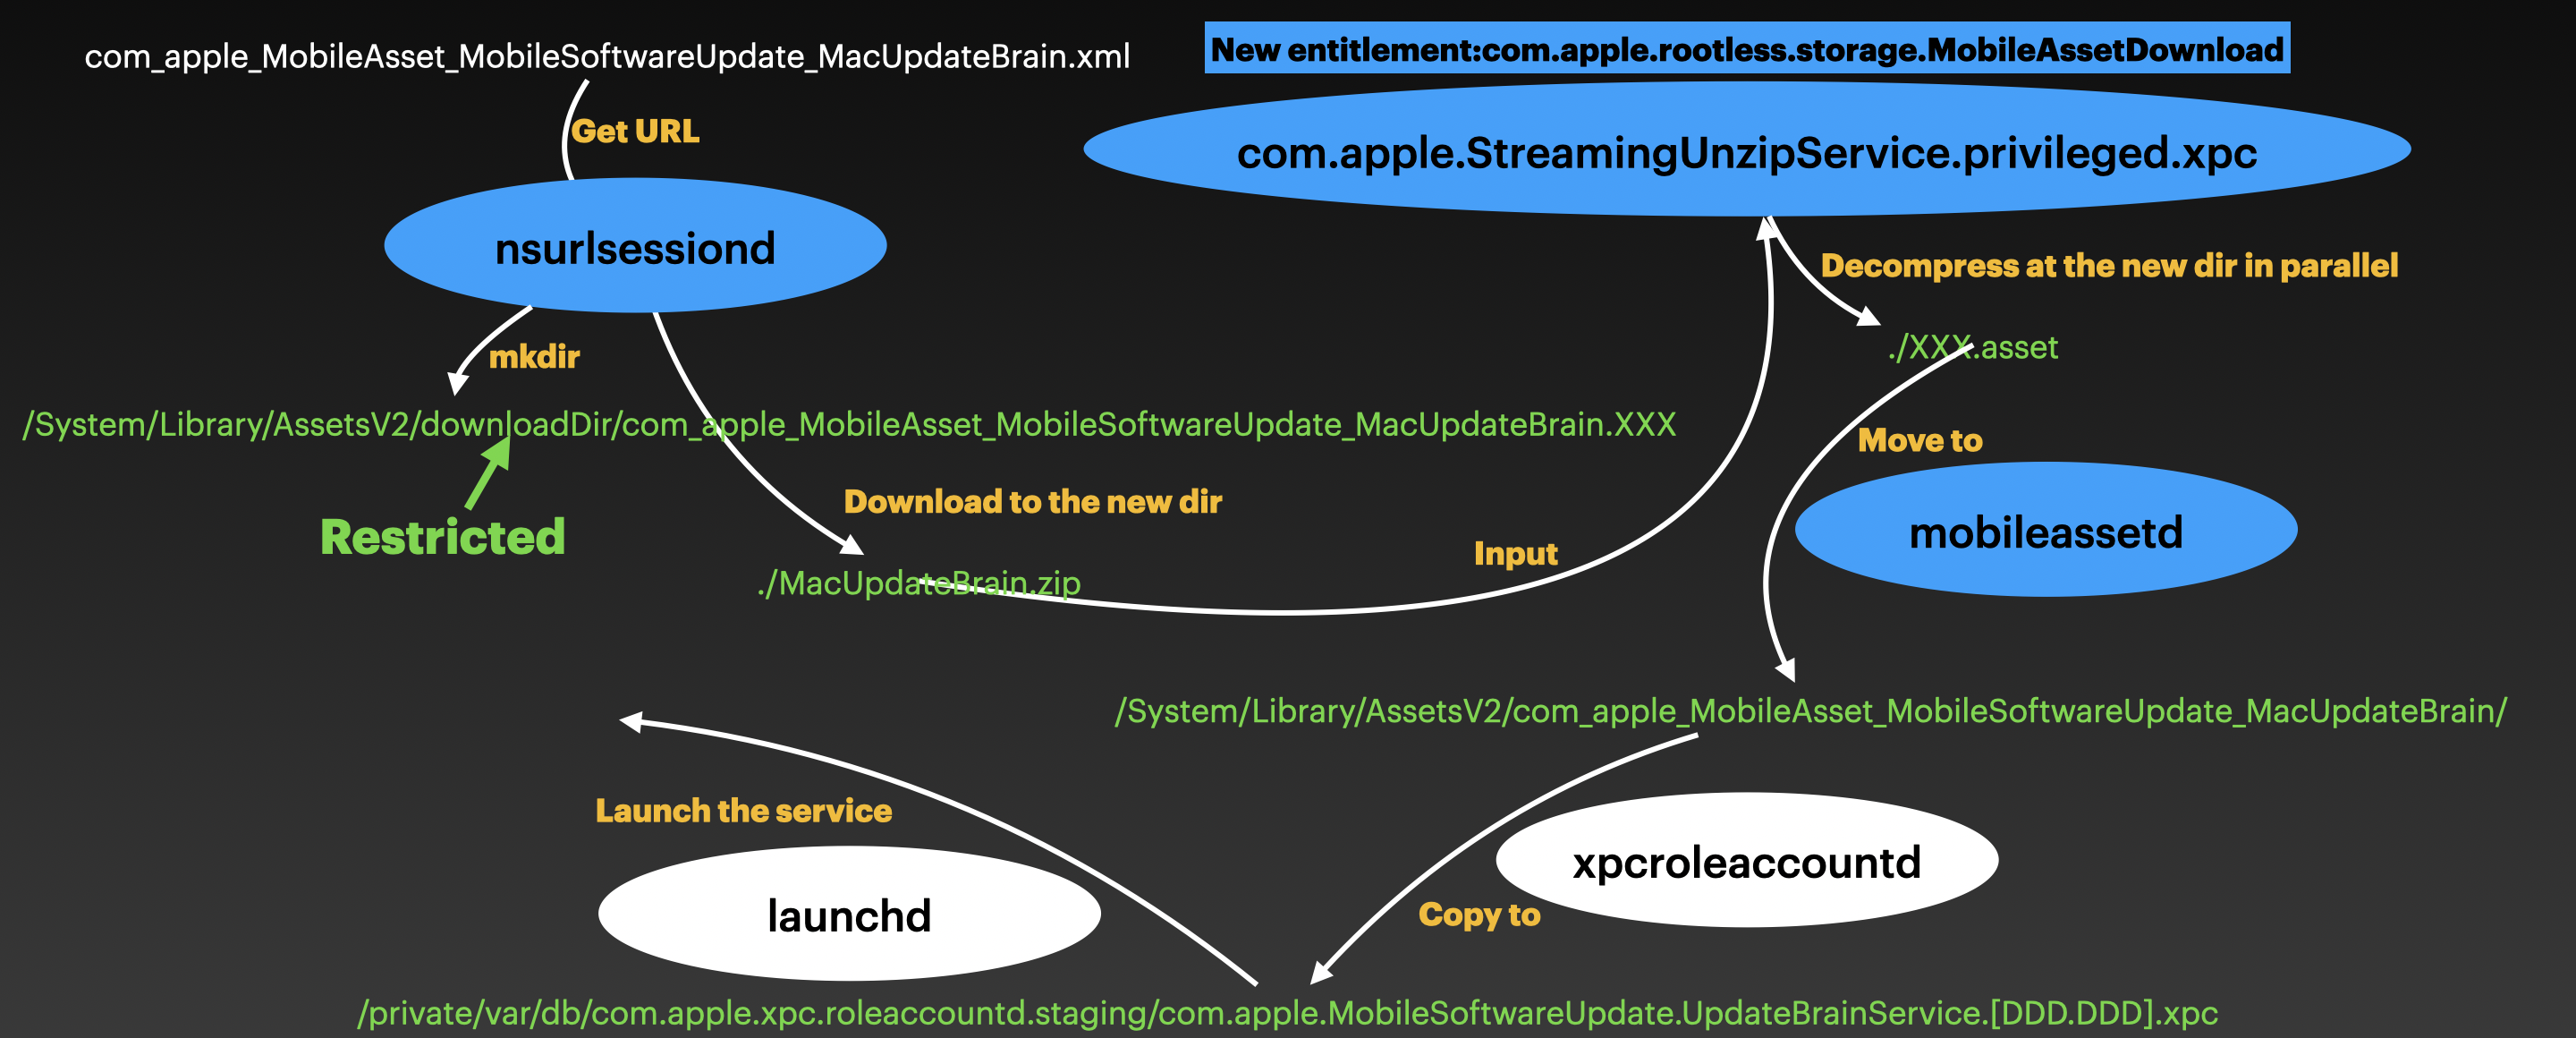 com_apple_MobileAsset_MobileSoftwareUpdate_MacUpdateBrain.xml
New entitlement:com.apple.rootless.storage.MobileAssetDownload
Get URL
com.apple.StreamingUnzipService.privileged.xpc
nsurlsessiond
Decompress at the new dir in parallel
mkdir
./XXX.asset
/System/Library/AssetsV2/downloadDir/com_apple_MobileAsset_MobileSoftwareUpdate_MacUpdateBrain.XXX
Move to
Restricted
Download to the new dir
mobileassetd
Input
./MacUpdateBrain.zip
/System/Library/AssetsV2/com_apple_MobileAsset_MobileSoftwareUpdate_MacUpdateBrain/
Launch the service
xpcroleaccountd
launchd
Copy to
/private/var/db/com.apple.xpc.roleaccountd.staging/com.apple.MobileSoftwareUpdate.UpdateBrainService.[DDD.DDD].xpc